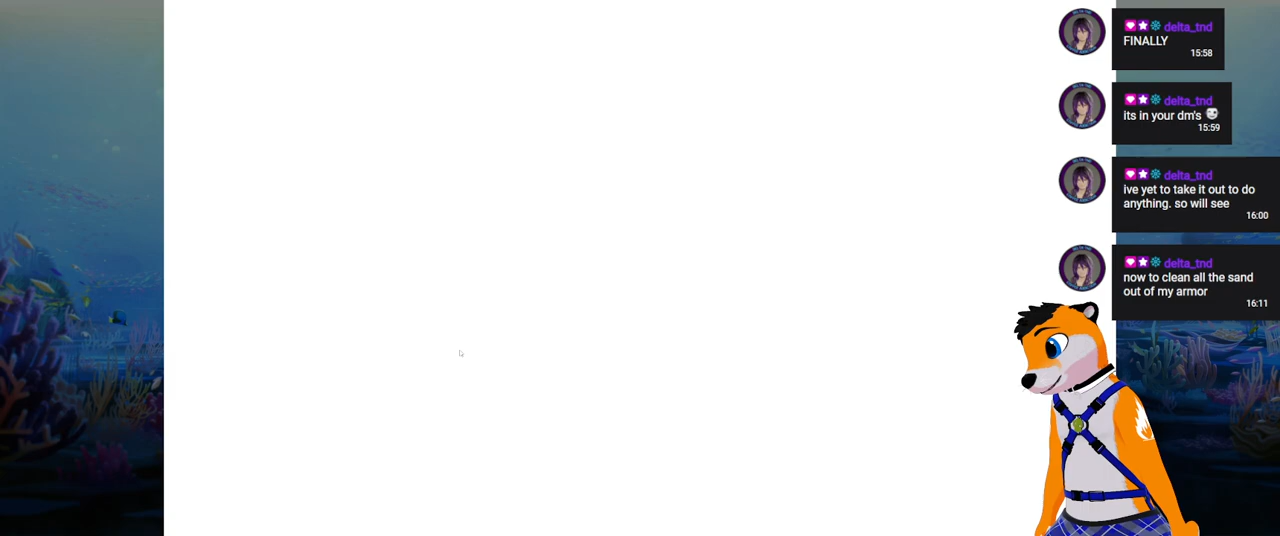 delta_tnd
FINALLY
15:58
delta_tnd
its in your dm's
15:59
delta_tnd
ive yet to take it out to do
anything. so will see
16:00
delta_tnd
now to clean all the sand
out of my armor
16:11